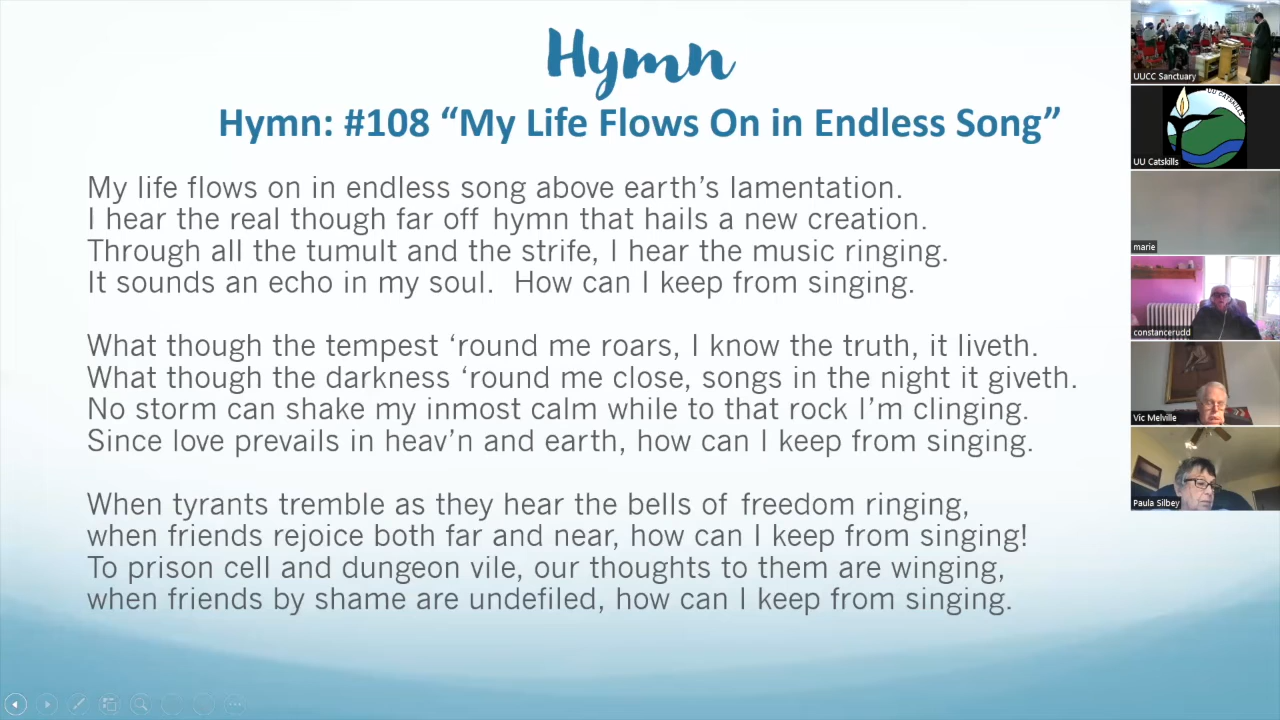 Hymn
Hymn: #108 “My Life Flows On in Endless Song”
My life flows on in endless song above earth’s lamentation.
I hear the real though far off hymn that hails a new creation.
Through all the tumult and the strife, I hear the music ringing.
It sounds an echo in my soul. How can I keep from singing.
What though the tempest ‘round me roars, I know the truth, it liveth.
What though the darkness ‘round me close, songs in the night it giveth.
No storm can shake my inmost calm while to that rock I’m clinging.
Since love prevails in heav’n and earth, how can I keep from singing.
When tyrants tremble as they hear the bells of freedom ringing,
when friends rejoice both far and near, how can I keep from singing!
To prison cell and dungeon vile, our thoughts to them are winging,
when friends by shame are undefiled, how can I keep from singing.
UUCC Sanctuary
UU CATSKILLS
UU Catskills
marie
constancerudd
Vic Melville
Paula Silbey